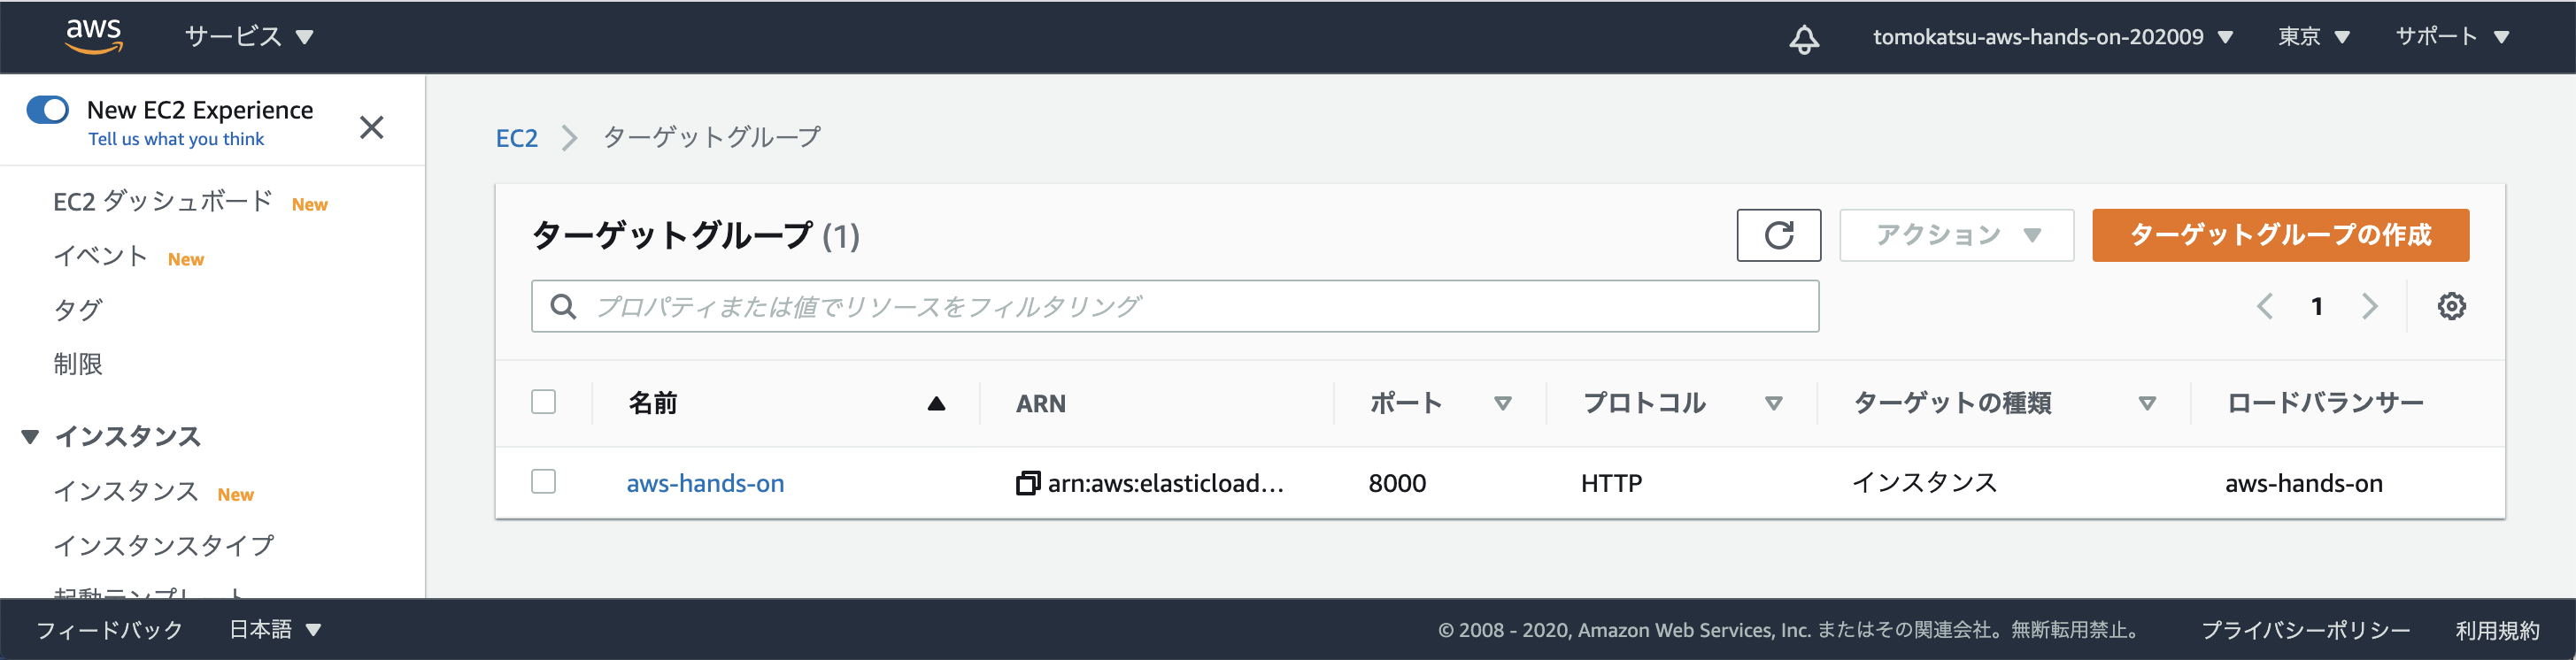 aws サービス tomokatsu-aws-hands-on-202009 東京 サポート
New EC2 Experience
Tell us what you think
EC2 ダッシュボード New
イベント New
タグ
制限
インスタンス
インスタンス New
インスタンスタイプ
起動テンプレート
EC2 ターゲットグループ
ターゲットグループ (1) アクション ターゲットグループの作成
プロパティまたは値でリソースをフィルタリング 1
名前 ARN ポート プロトコル ターゲットの種類 ロードバランサー
aws-hands-on arn:aws:elasticload... 8000 HTTP インスタンス aws-hands-on
フィードバック 日本語 © 2008 - 2020, Amazon Web Services, Inc. またはその関連会社。無断転用禁止。 プライバシーポリシー 利用規約